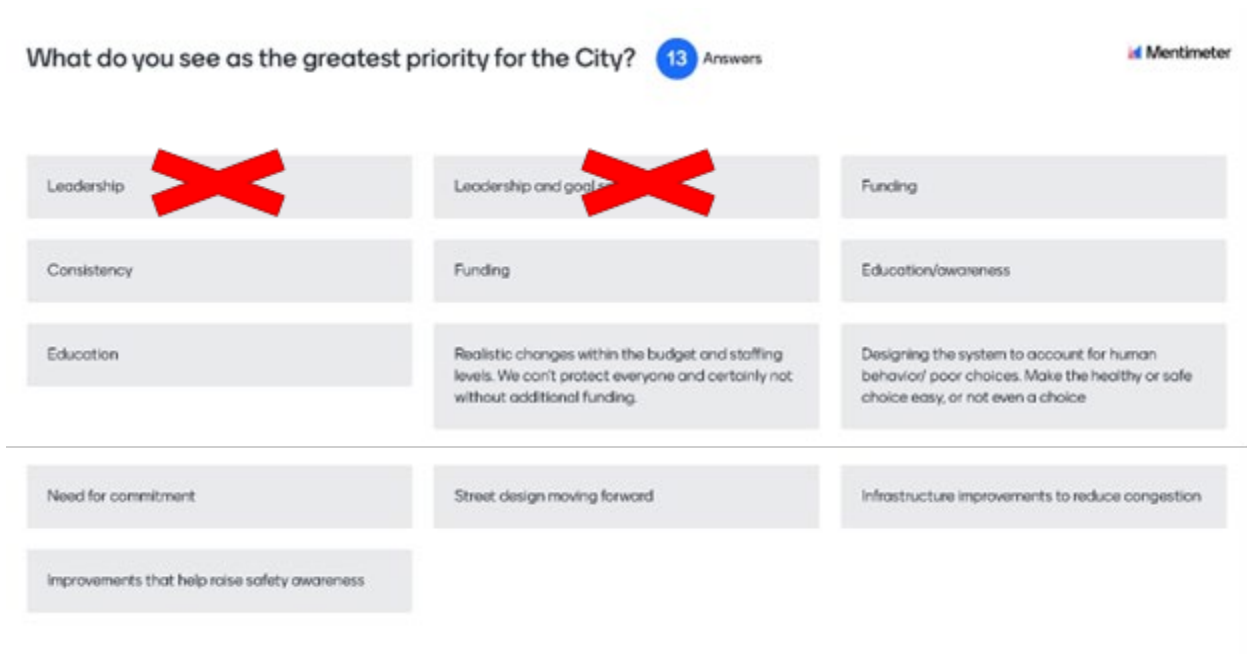 What do you see as the greatest priority for the City?
13 Answers
Mentimeter
Leadership
Leadership and goal
Funding
Consistency
Funding
Education/awareness
Education
Realistic changes within the budget and staffing
levels. We can't protect everyone and certainly not
without additional funding.
Designing the system to account for human
behavior/ poor choices. Make the healthy or safe
choice easy, or not even a choice
Need for commitment
Street design moving forward
Infrastructure improvements to reduce congestion
Improvements that help raise safety awareness